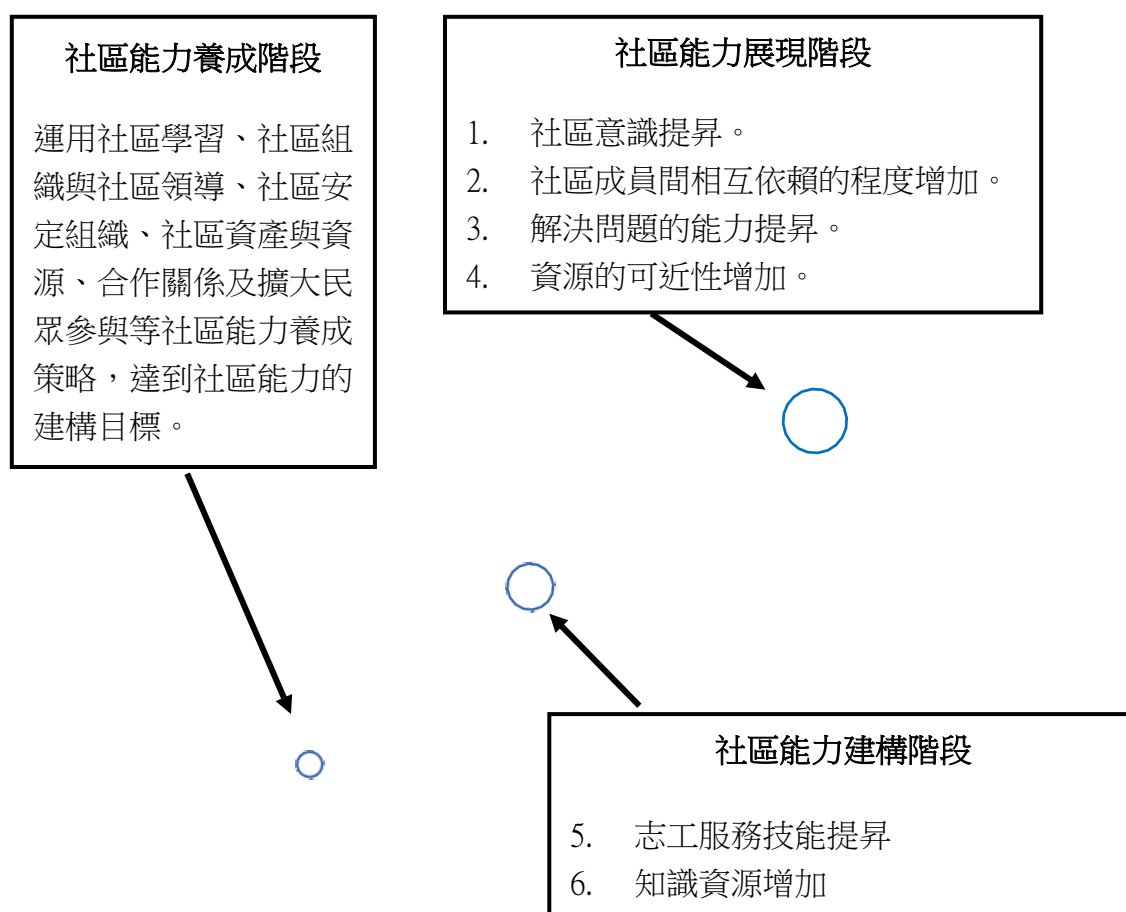 社區能力養成階段
運用社區學習、社區組
織與社區領導、社區安
定組織、社區資產與資
源、合作關係及擴大民
眾參與等社區能力養成
策略，達到社區能力的
建構目標。
社區能力展現階段
1. 社區意識提昇。
2. 社區成員間相互依賴的程度增加。
3. 解決問題的能力提昇。
4. 資源的可近性增加。
社區能力建構階段
5. 志工服務技能提昇
6. 知識資源增加